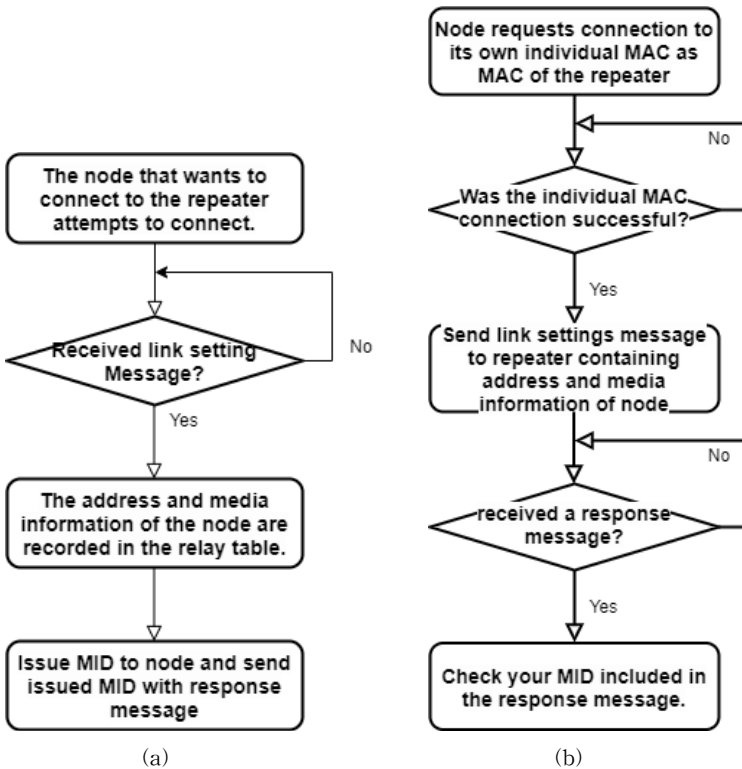 The node that wants to
connect to the repeater
attempts to connect.
Received link setting
Message?
No
Yes
The address and media
information of the node are
recorded in the relay table.
Issue MID to node and send
issued MID with response
message
(a)
Node requests connection to
its own individual MAC as
MAC of the repeater
No
Was the individual MAC
connection successful?
Yes
Send link settings message
to repeater containing
address and media
information of node
No
received a response
message?
Yes
Check your MID included in
the response message.
(b)